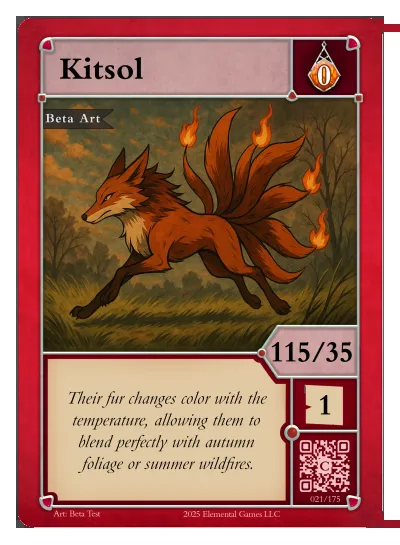 Kitsol
0
Beta Art
115/35
Their fur changes color with the
temperature, allowing them to
blend perfectly with autumn
foliage or summer wildfires.
1
C
021/175
Art: Beta Test
2025 Elemental Games LLC